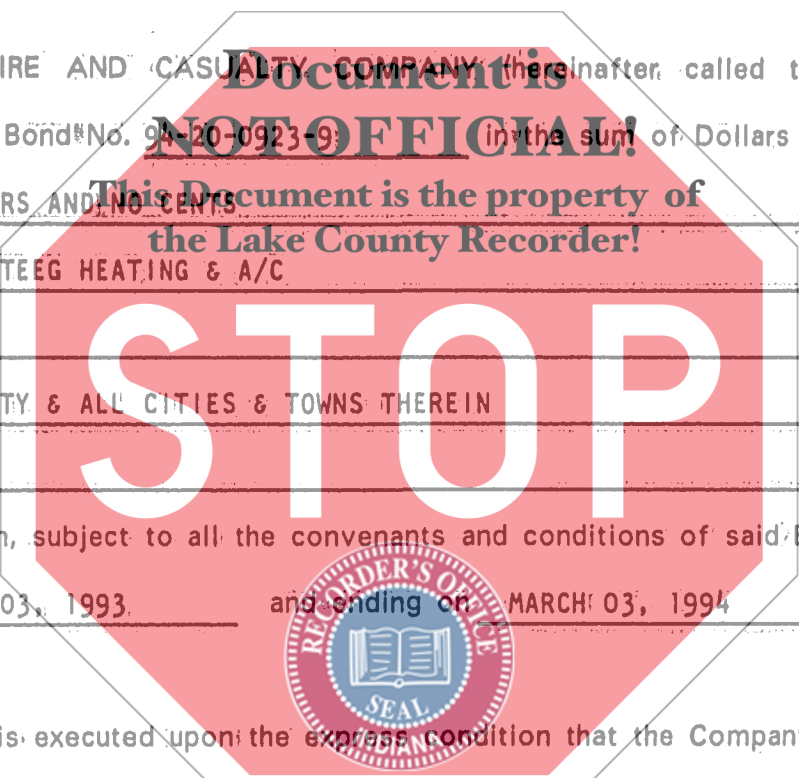 Document is
IRE AND CASUALTY COMPANY (hereinafter called t
Bond No. 94-20-0923-9 in the sum of Dollars
NOT OFFICIAL!
RS AND NO CENTS
This Document is the property of
the Lake County Recorder!
TEEG HEATING & A/C
STOP
TY & ALL CITIES & TOWNS THEREIN
n, subject to all the convenants and conditions of said B
03, 1993 and ending on MARCH 03, 1994
RECORDER'S OFFICE
SEAL
INDIANA
is executed upon the express condition that the Company